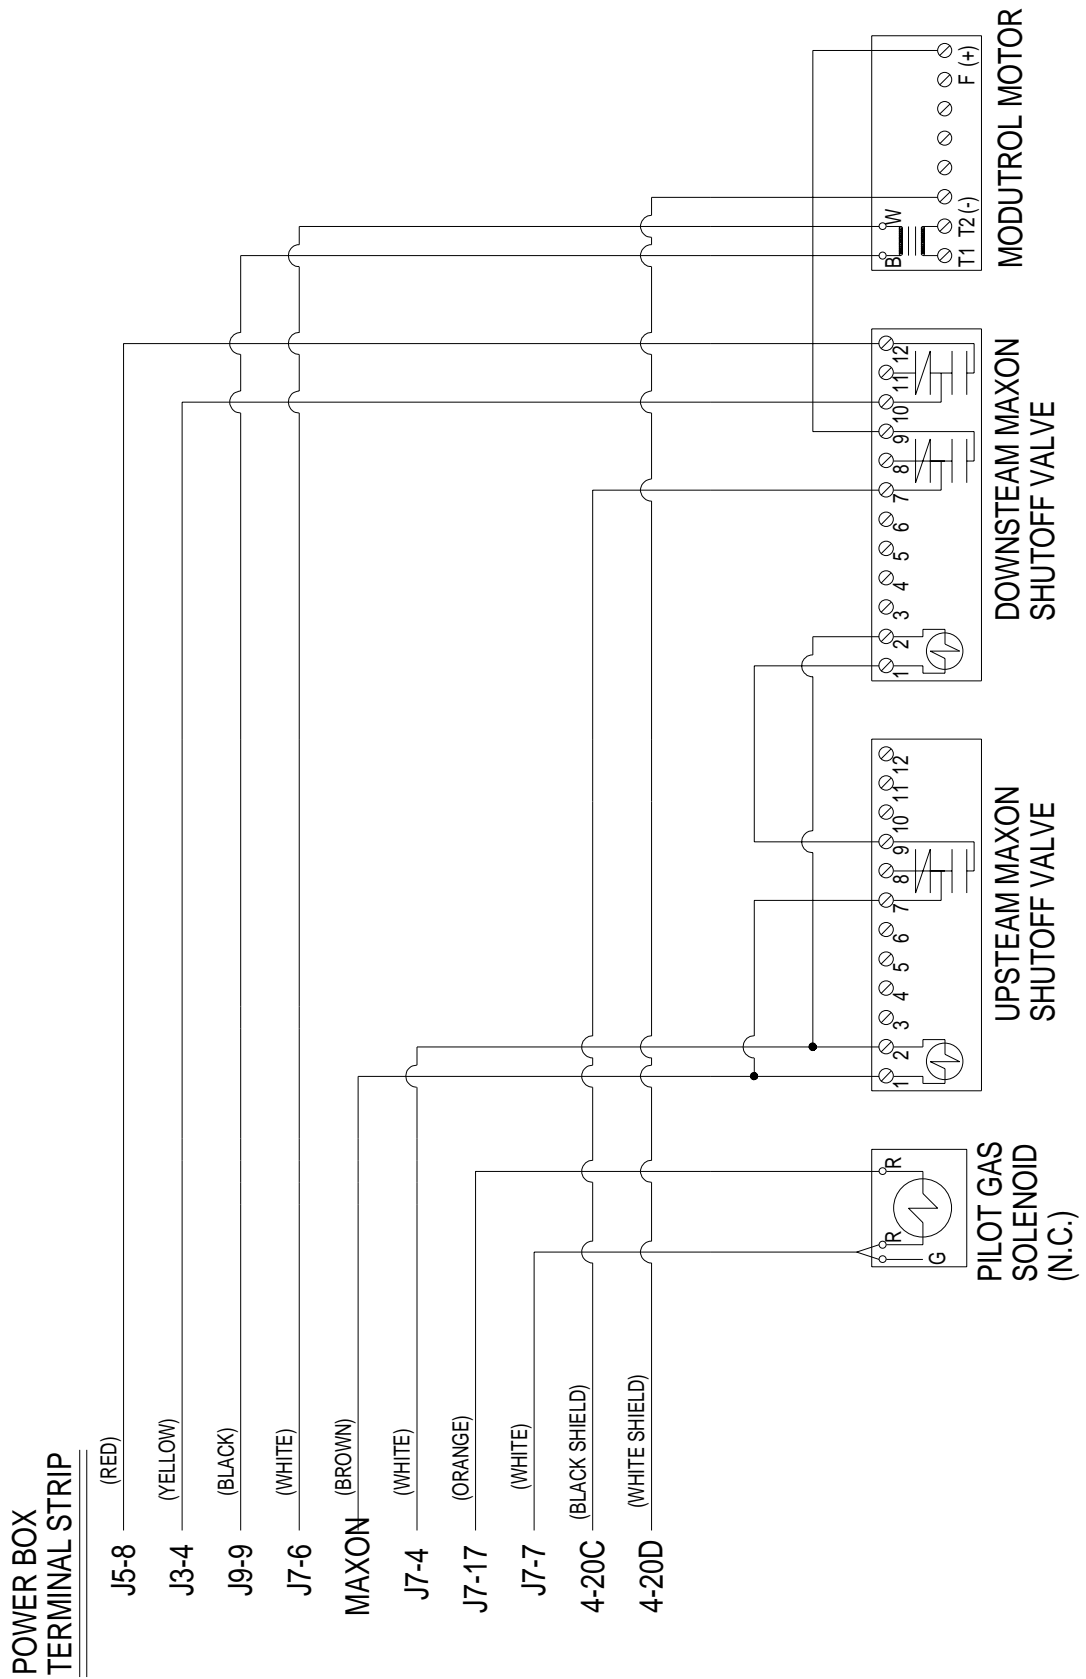 POWER BOX
TERMINAL STRIP
J5-8
(RED)
J3-4
(YELLOW)
J9-9
(BLACK)
J7-6
(WHITE)
MAXON
(BROWN)
J7-4
(WHITE)
J7-17
(ORANGE)
J7-7
(WHITE)
4-20C
(BLACK SHIELD)
4-20D
(WHITE SHIELD)
G
R
R
PILOT GAS
SOLENOID
(N.C.)
1 2 3 4 5 6 7 8 9 10 11 12
UPSTEAM MAXON
SHUTOFF VALVE
1 2 3 4 5 6 7 8 9 10 11 12
DOWNSTEAM MAXON
SHUTOFF VALVE
B W
T1 T2 (-) F (+)
MODUTROL MOTOR